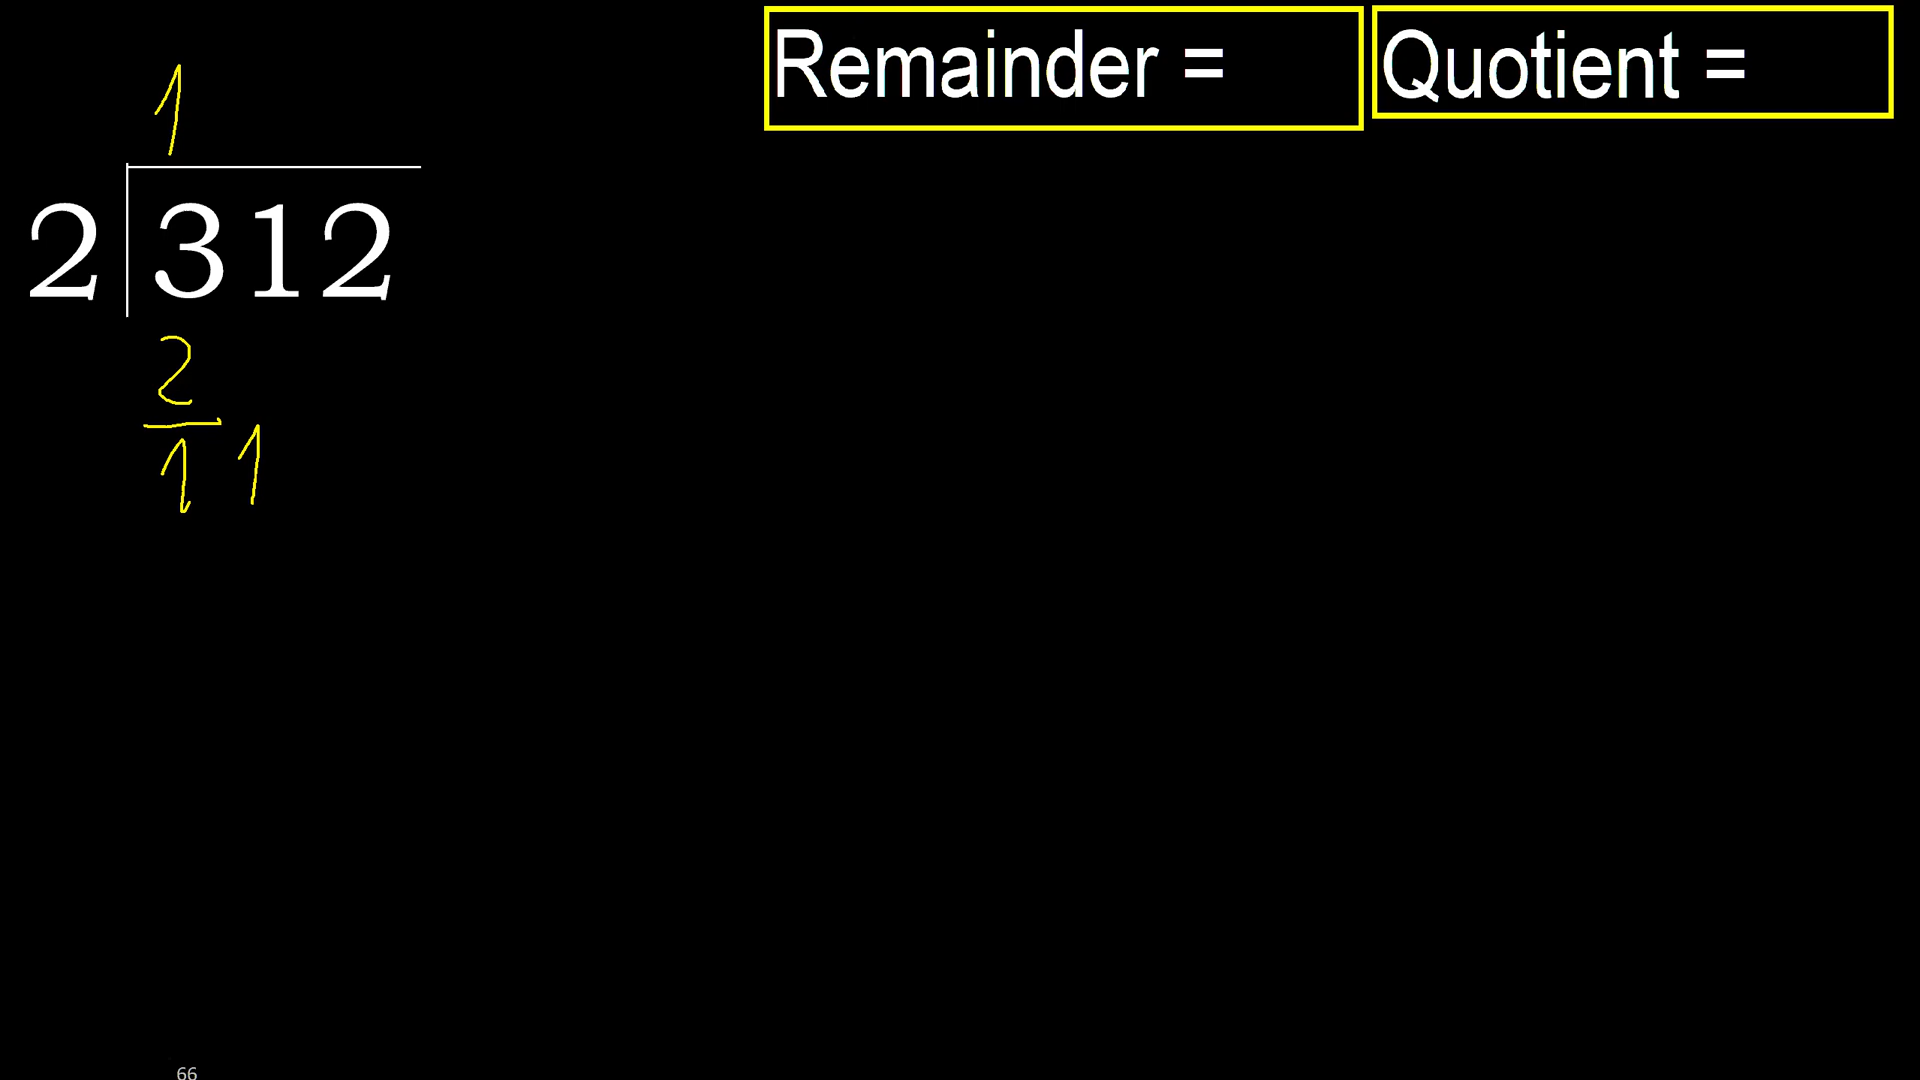 Remainder =
Quotient =
1
2 312
2
1 1
66